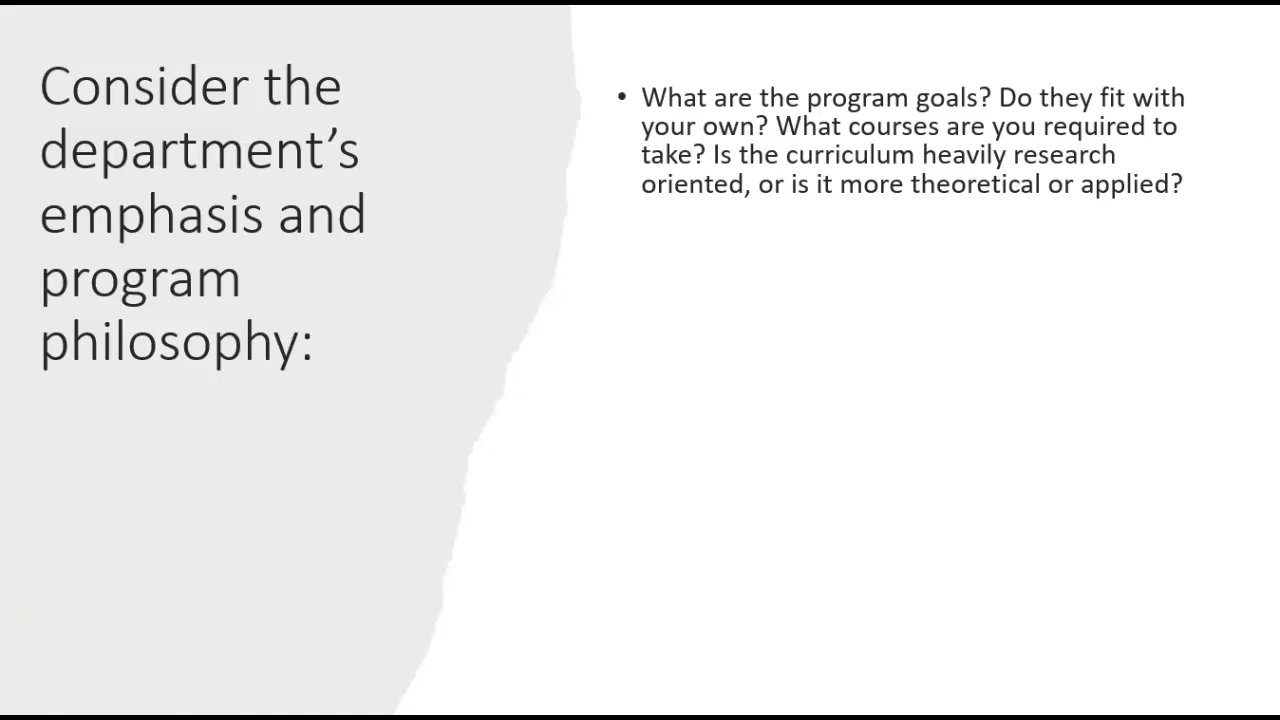 Consider the
department’s
emphasis and
program
philosophy:
• What are the program goals? Do they fit with
your own? What courses are you required to
take? Is the curriculum heavily research
oriented, or is it more theoretical or applied?